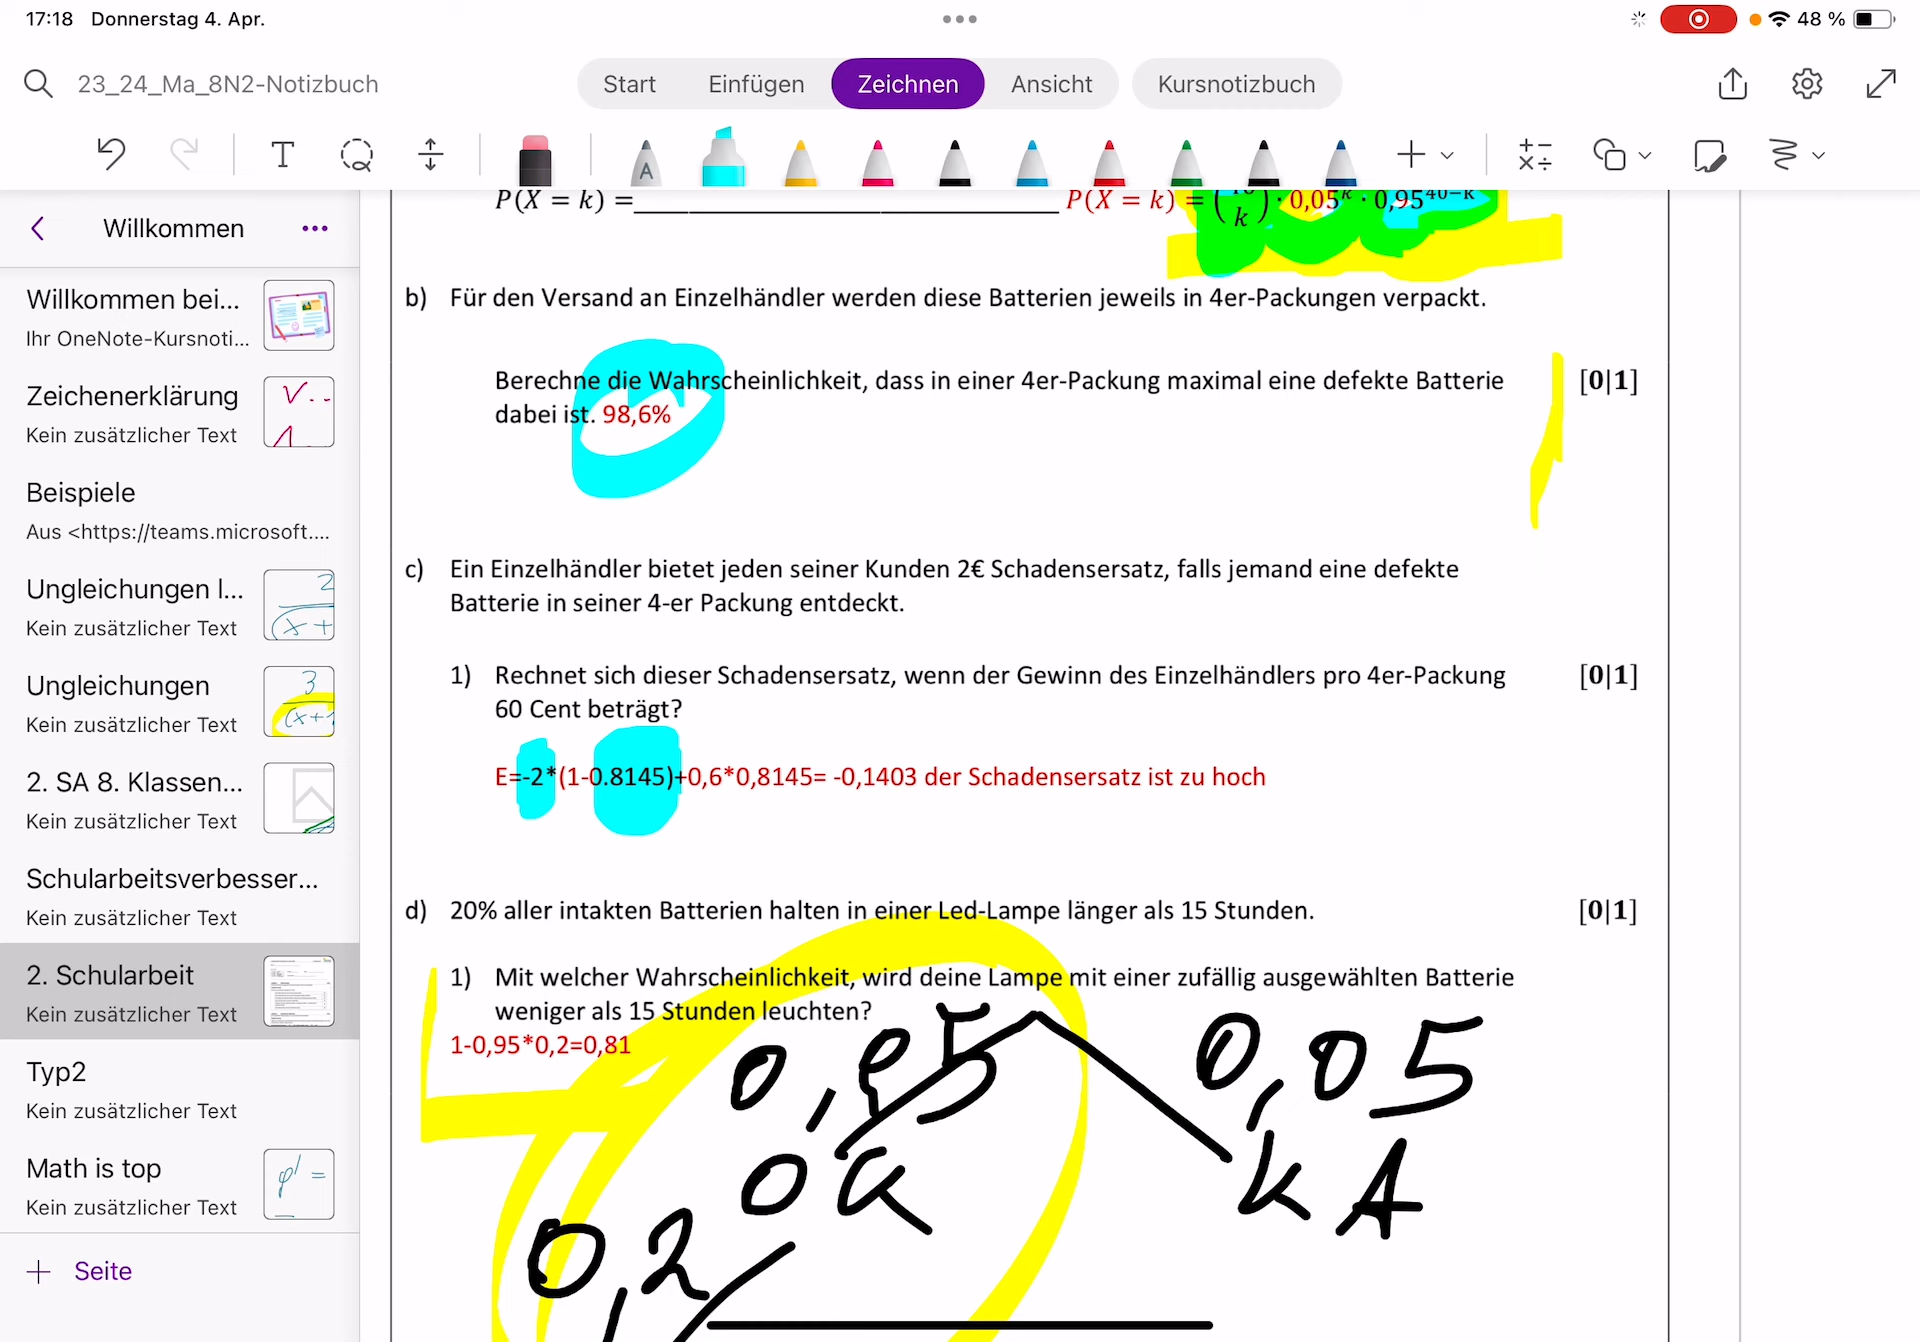 17:18 Donnerstag 4. Apr.
48 %
23_24_Ma_8N2-Notizbuch
Start Einfügen Zeichnen Ansicht Kursnotizbuch
T
A
Willkommen
Willkommen bei...
Ihr OneNote-Kursnoti...
Zeichenerklärung
Kein zusätzlicher Text
Beispiele
Aus <https://teams.microsoft....
Ungleichungen l...
Kein zusätzlicher Text
Ungleichungen
Kein zusätzlicher Text
2. SA 8. Klassen...
Kein zusätzlicher Text
Schularbeitsverbesser...
Kein zusätzlicher Text
2. Schularbeit
Kein zusätzlicher Text
Typ2
Kein zusätzlicher Text
Math is top
Kein zusätzlicher Text
Seite
P(X = k) =______________________________ P(X = k) = ( k ) · 0,05^k · 0,95^40−k
b) Für den Versand an Einzelhändler werden diese Batterien jeweils in 4er-Packungen verpackt.
Berechne die Wahrscheinlichkeit, dass in einer 4er-Packung maximal eine defekte Batterie [0|1]
dabei ist. 98,6%
c) Ein Einzelhändler bietet jeden seiner Kunden 2€ Schadensersatz, falls jemand eine defekte
Batterie in seiner 4-er Packung entdeckt.
1) Rechnet sich dieser Schadensersatz, wenn der Gewinn des Einzelhändlers pro 4er-Packung [0|1]
60 Cent beträgt?
E=-2*(1-0.8145)+0,6*0,8145= -0,1403 der Schadensersatz ist zu hoch
d) 20% aller intakten Batterien halten in einer Led-Lampe länger als 15 Stunden. [0|1]
1) Mit welcher Wahrscheinlichkeit, wird deine Lampe mit einer zufällig ausgewählten Batterie
weniger als 15 Stunden leuchten?
1-0,95*0,2=0,81
0,95 0,05
ok kA
0,2